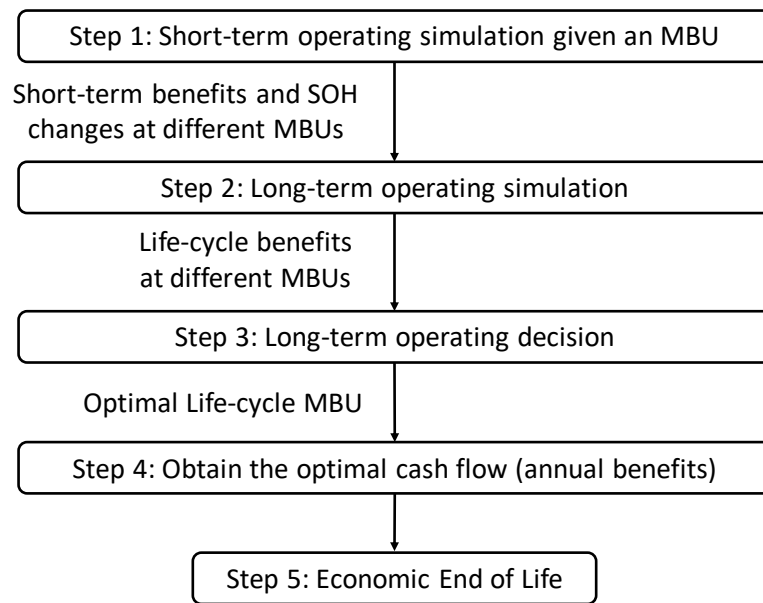 Step 1: Short-term operating simulation given an MBU
Short-term benefits and SOH
changes at different MBUs
Step 2: Long-term operating simulation
Life-cycle benefits
at different MBUs
Step 3: Long-term operating decision
Optimal Life-cycle MBU
Step 4: Obtain the optimal cash flow (annual benefits)
Step 5: Economic End of Life